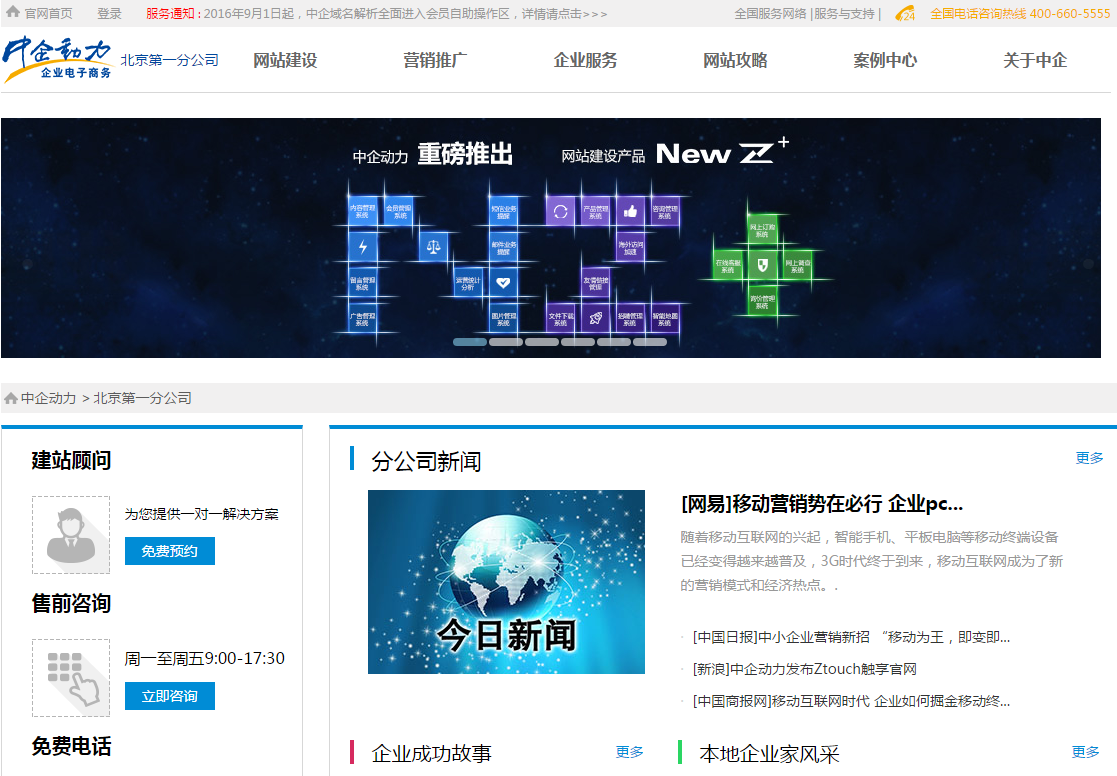 官网首页 登录 服务通知：2016年9月1日起，中企域名解析全面进入会员自助操作区，详情请点击>>> 全国服务网络 | 服务与支持 | 24 全国电话咨询热线 400-660-5555
中企动力 企业电子商务 北京第一分公司 网站建设 营销推广 企业服务 网站攻略 案例中心 关于中企
中企动力 重磅推出 网站建设产品 New Z+
内容管理系统 会员管理系统 短信业务提醒 产品管理系统 咨询管理系统
网上订购系统
邮件业务提醒 海外访问加速
在线客服系统 网上调查系统
留言管理系统 运营统计分析 友情链接管理
询价管理系统
广告管理系统 图片管理系统 文件下载系统 招聘管理系统 智能地图系统
中企动力 > 北京第一分公司
建站顾问
为您提供一对一解决方案
免费预约
售前咨询
周一至周五9:00-17:30
立即咨询
免费电话
分公司新闻 更多
今日新闻
[网易]移动营销势在必行 企业pc...
随着移动互联网的兴起，智能手机、平板电脑等移动终端设备
已经变得越来越普及，3G时代终于到来，移动互联网成为了新
的营销模式和经济热点。.
· [中国日报]中小企业营销新招 “移动为王，即变即...
· [新浪]中企动力发布Ztouch触享官网
· [中国商报网]移动互联网时代 企业如何掘金移动终...
企业成功故事 更多
本地企业家风采 更多